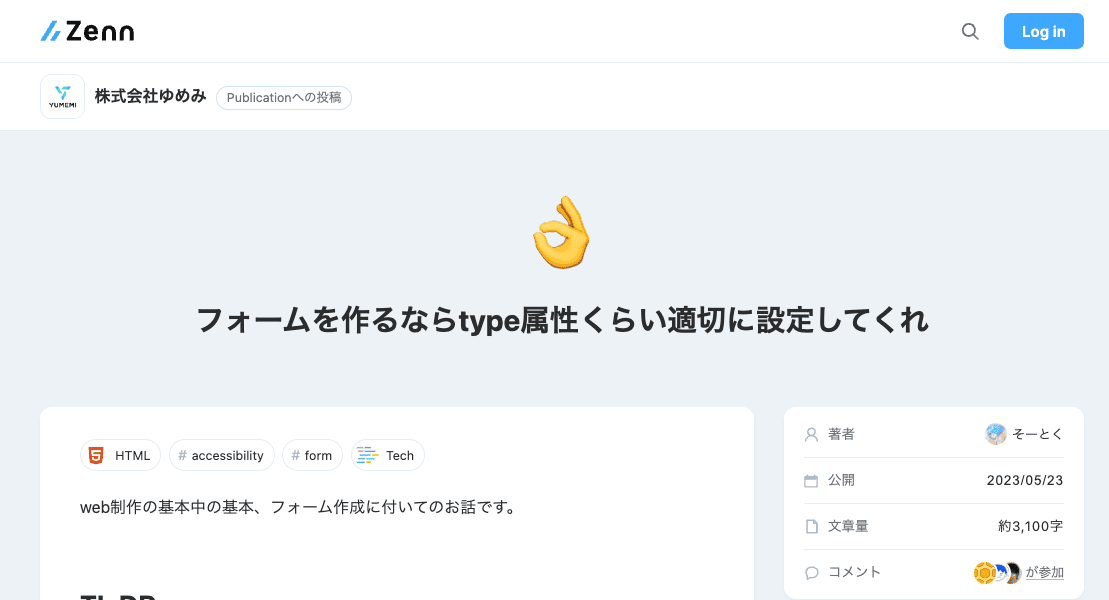 Zenn
Log in
YUMEMI
株式会社ゆめみ
Publicationへの投稿
フォームを作るならtype属性くらい適切に設定してくれ
HTML
# accessibility
# form
Tech
web制作の基本中の基本、フォーム作成に付いてのお話です。
著者
そーとく
公開
2023/05/23
文章量
約3,100字
コメント
が参加